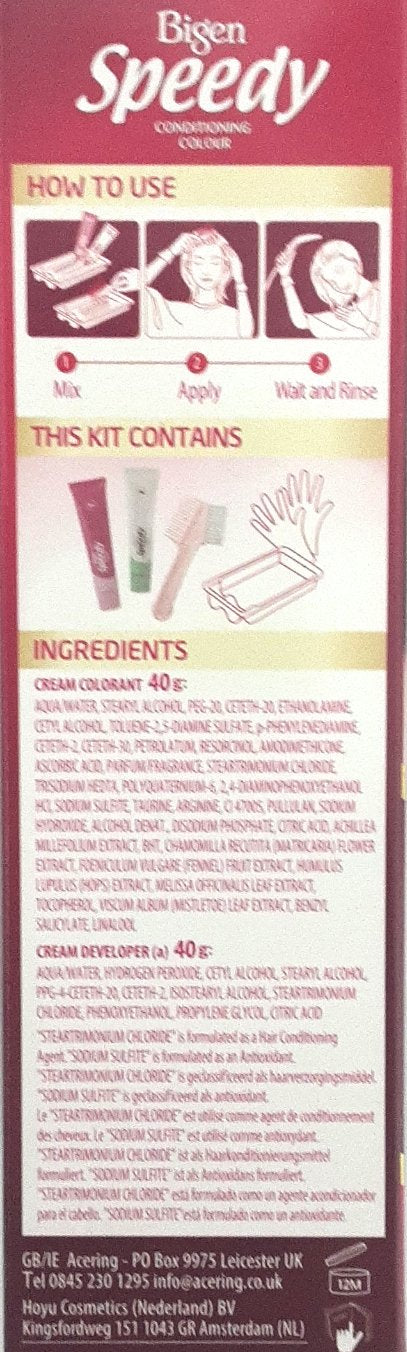 Bigen
Speedy
CONDITIONING
COLOUR
HOW TO USE
1 2 3
Mix Apply Wait and Rinse
THIS KIT CONTAINS
INGREDIENTS
CREAM COLORANT 40g:
AQUA/WATER, STEARYL ALCOHOL, PEG-20, CETETH-20, ETHANOLAMINE,
CETYL ALCOHOL, TOLUENE-2,5-DIAMINE SULFATE, p-PHENYLENEDIAMINE,
CETETH-2, CETETH-30, PETROLATUM, RESORCINOL, AMODIMETHICONE,
ASCORBIC ACID, PARFUM/FRAGRANCE, STEARTRIMONIUM CHLORIDE,
TRISODIUM HEDTA, POLYQUATERNIUM-6, 2,4-DIAMINOPHENOXYETHANOL
HCl, SODIUM SULFITE, TAURINE, ARGININE, CI 47005, PULLULAN, SODIUM
HYDROXIDE, ALCOHOL DENAT., DISODIUM PHOSPHATE, CITRIC ACID, ACHILLEA
MILLEFOLIUM EXTRACT, BHT, CHAMOMILLA RECUTITA (MATRICARIA) FLOWER
EXTRACT, FOENICULUM VULGARE (FENNEL) FRUIT EXTRACT, HUMULUS
LUPULUS (HOPS) EXTRACT, MELISSA OFFICINALIS LEAF EXTRACT,
TOCOPHEROL, VISCUM ALBUM (MISTLETOE) LEAF EXTRACT, BENZYL
SALICYLATE, LINALOOL
CREAM DEVELOPER (a) 40g:
AQUA/WATER, HYDROGEN PEROXIDE, CETYL ALCOHOL, STEARYL ALCOHOL,
PPG-4-CETETH-20, CETETH-2, ISOSTEARYL ALCOHOL, STEARTRIMONIUM
CHLORIDE, PHENOXYETHANOL, PROPYLENE GLYCOL, CITRIC ACID
"STEARTRIMONIUM CHLORIDE" is formulated as a Hair Conditioning
Agent. "SODIUM SULFITE" is formulated as an Antioxidant.
"STEARTRIMONIUM CHLORIDE" is geclassificeerd als haarverzorgingsmiddel.
"SODIUM SULFITE" is geclassificeerd als antioxidant.
Le "STEARTRIMONIUM CHLORIDE" est utilisé comme agent de conditionnement
des cheveux. Le "SODIUM SULFITE" est utilisé comme antioxydant.
"STEARTRIMONIUM CHLORIDE" ist als Haarkonditionierungsmittel
formuliert. "SODIUM SULFITE" ist als Antioxidans formuliert.
"STEARTRIMONIUM CHLORIDE" está formulado como un agente acondicionador
para el cabello. "SODIUM SULFITE" está formulado como un antioxidante.
GB/IE Acering - PO Box 9975 Leicester UK
Tel 0845 230 1295 info@acering.co.uk
12M
Hoyu Cosmetics (Nederland) BV
Kingsfordweg 151 1043 GR Amsterdam (NL)